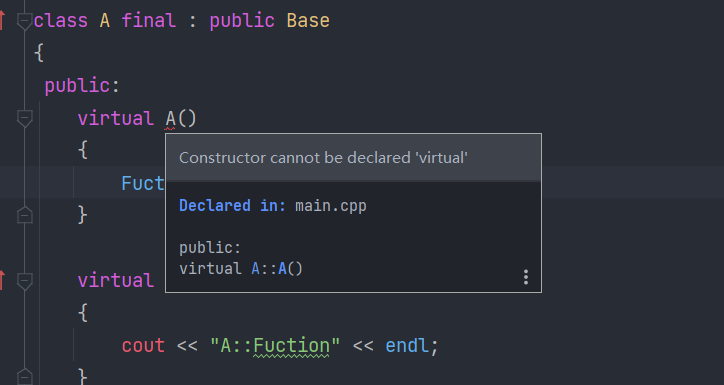 class A final : public Base
{
public:
virtual A()
{
Constructor cannot be declared 'virtual'
Fuct
Declared in: main.cpp
}
public:
virtual A::A()
virtual
{
cout << "A::Fuction" << endl;
}